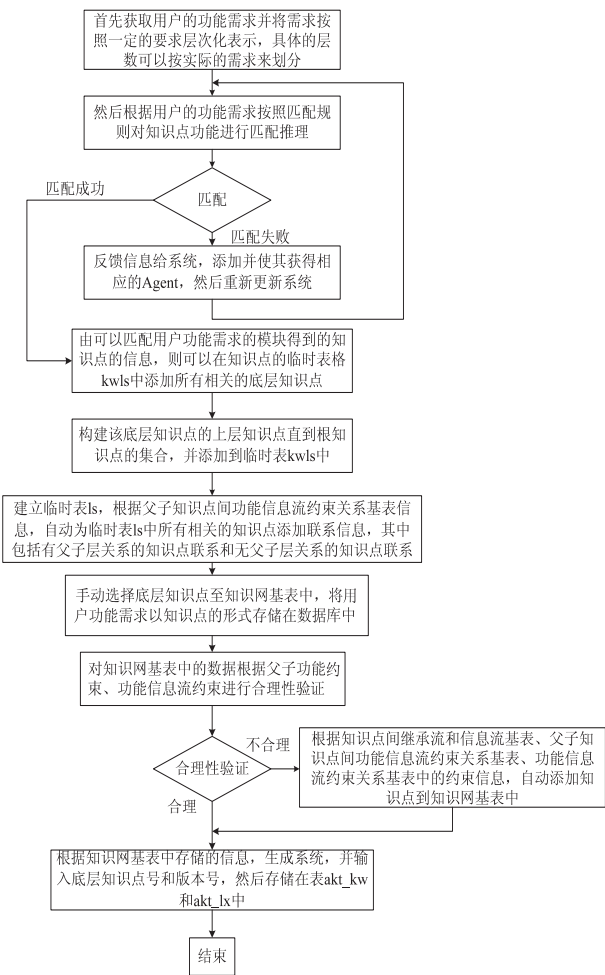 首先获取用户的功能需求并将需求按
照一定的要求层次化表示，具体的层
数可以按实际的需求来划分
然后根据用户的功能需求按照匹配规
则对知识点功能进行匹配推理
匹配成功
匹配
匹配失败
反馈信息给系统，添加并使其获得相
应的Agent，然后重新更新系统
由可以匹配用户功能需求的模块得到的知
识点的信息，则可以在知识点的临时表格
kwls中添加所有相关的底层知识点
构建该底层知识点的上层知识点直到根知
识点的集合，并添加到临时表kwls中
建立临时表ls，根据父子知识点间功能信息流约束关系基表信
息，自动为临时表ls中所有相关的知识点添加联系信息，其中
包括有父子层关系的知识点联系和无父子层关系的知识点联系
手动选择底层知识点至知识网基表中，将用
户功能需求以知识点的形式存储在数据库中
对知识网基表中的数据根据父子功能约
束、功能信息流约束进行合理性验证
合理性验证
不合理
合理
根据知识点间继承流和信息流基表、父子知
识点间功能信息流约束关系基表、功能信息
流约束关系基表中的约束信息，自动添加知
识点到知识网基表中
根据知识网基表中存储的信息，生成系统，并输
入底层知识点号和版本号，然后存储在表akt_kw
和akt_lx中
结束